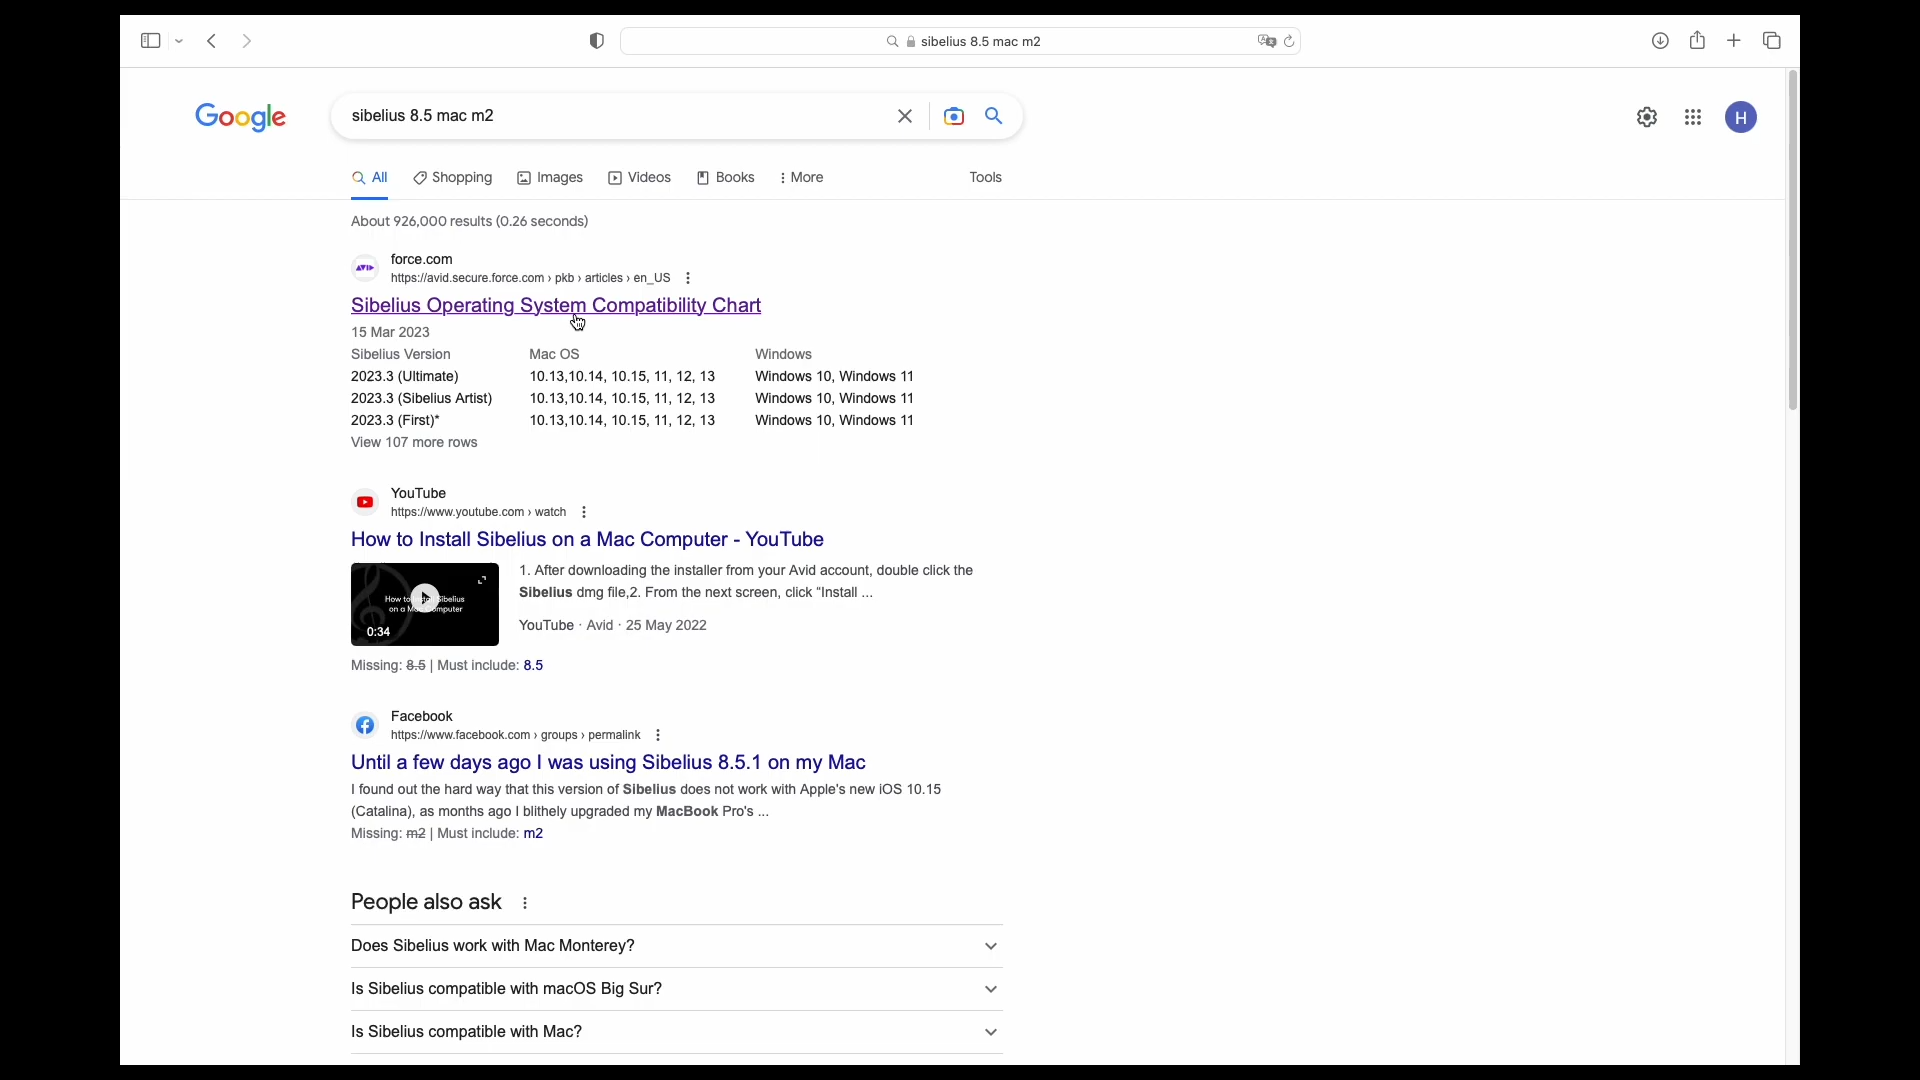 sibelius 8.5 mac m2
Google
sibelius 8.5 mac m2
H
All
Shopping
Images
Videos
Books
More
Tools
About 926,000 results (0.26 seconds)
AVID
force.com
https://avid.secure.force.com › pkb › articles › en_US
Sibelius Operating System Compatibility Chart
15 Mar 2023
Sibelius Version Mac OS Windows
2023.3 (Ultimate) 10.13,10.14, 10.15, 11, 12, 13 Windows 10, Windows 11
2023.3 (Sibelius Artist) 10.13,10.14, 10.15, 11, 12, 13 Windows 10, Windows 11
2023.3 (First)* 10.13,10.14, 10.15, 11, 12, 13 Windows 10, Windows 11
View 107 more rows
YouTube
https://www.youtube.com › watch
How to Install Sibelius on a Mac Computer - YouTube
How to Install Sibelius
on a Mac Computer
0:34
1. After downloading the installer from your Avid account, double click the
Sibelius dmg file,2. From the next screen, click “Install ...
YouTube · Avid · 25 May 2022
Missing: 8.5 | Must include: 8.5
Facebook
https://www.facebook.com › groups › permalink
Until a few days ago I was using Sibelius 8.5.1 on my Mac
I found out the hard way that this version of Sibelius does not work with Apple's new iOS 10.15
(Catalina), as months ago I blithely upgraded my MacBook Pro's ...
Missing: m2 | Must include: m2
People also ask
Does Sibelius work with Mac Monterey?
Is Sibelius compatible with macOS Big Sur?
Is Sibelius compatible with Mac?